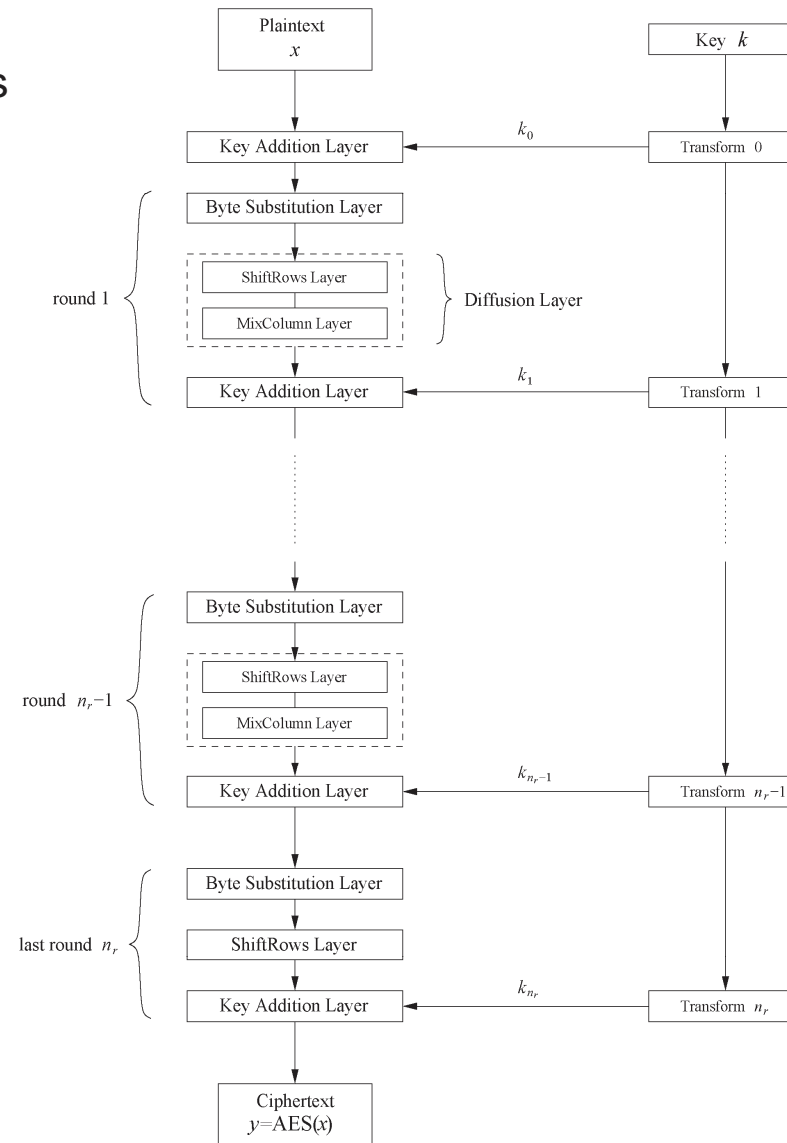 s
Plaintext
x
Key k
k₀
Key Addition Layer
Transform 0
Byte Substitution Layer
ShiftRows Layer
round 1
Diffusion Layer
MixColumn Layer
k₁
Key Addition Layer
Transform 1
Byte Substitution Layer
ShiftRows Layer
round nᵣ−1
MixColumn Layer
kₙᵣ₋₁
Key Addition Layer
Transform nᵣ−1
Byte Substitution Layer
last round nᵣ
ShiftRows Layer
kₙᵣ
Key Addition Layer
Transform nᵣ
Ciphertext
y=AES(x)